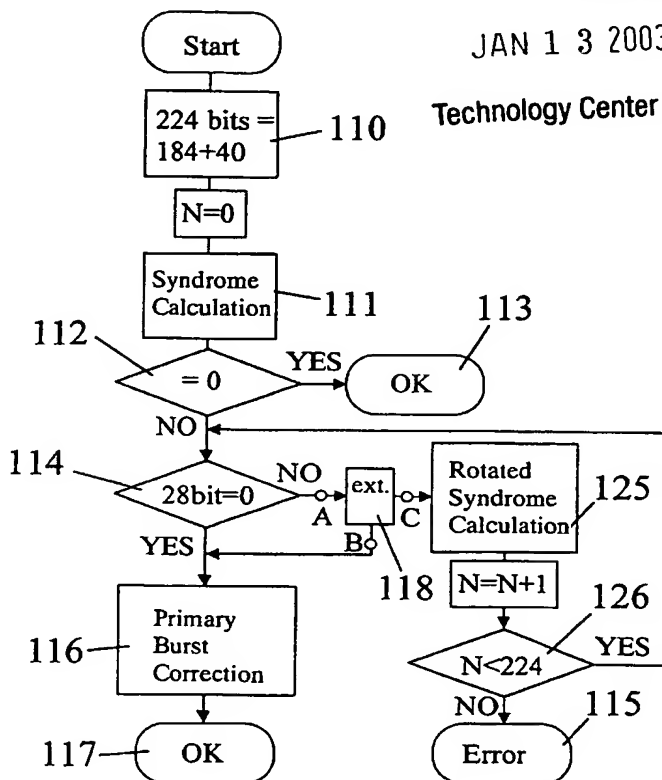 Start
JAN 1 3 2003
Technology Center
224 bits =
184+40
110
N=0
Syndrome
Calculation
111
112
= 0
YES
113
OK
NO
114
28bit=0
NO
A
ext.
C
B
118
Rotated
Syndrome
Calculation
125
YES
N=N+1
126
116
Primary
Burst
Correction
N<224
YES
NO
117
OK
Error
115